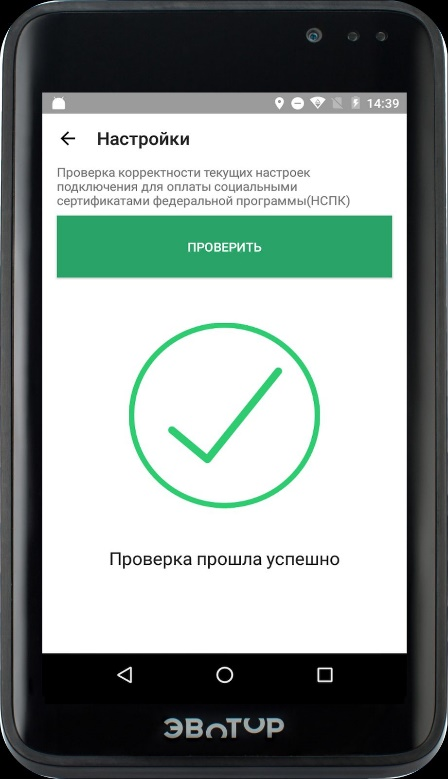 14:39
Настройки
Проверка корректности текущих настроек
подключения для оплаты социальными
сертификатами федеральной программы(НСПК)
ПРОВЕРИТЬ
Проверка прошла успешно
ЭВОТОР